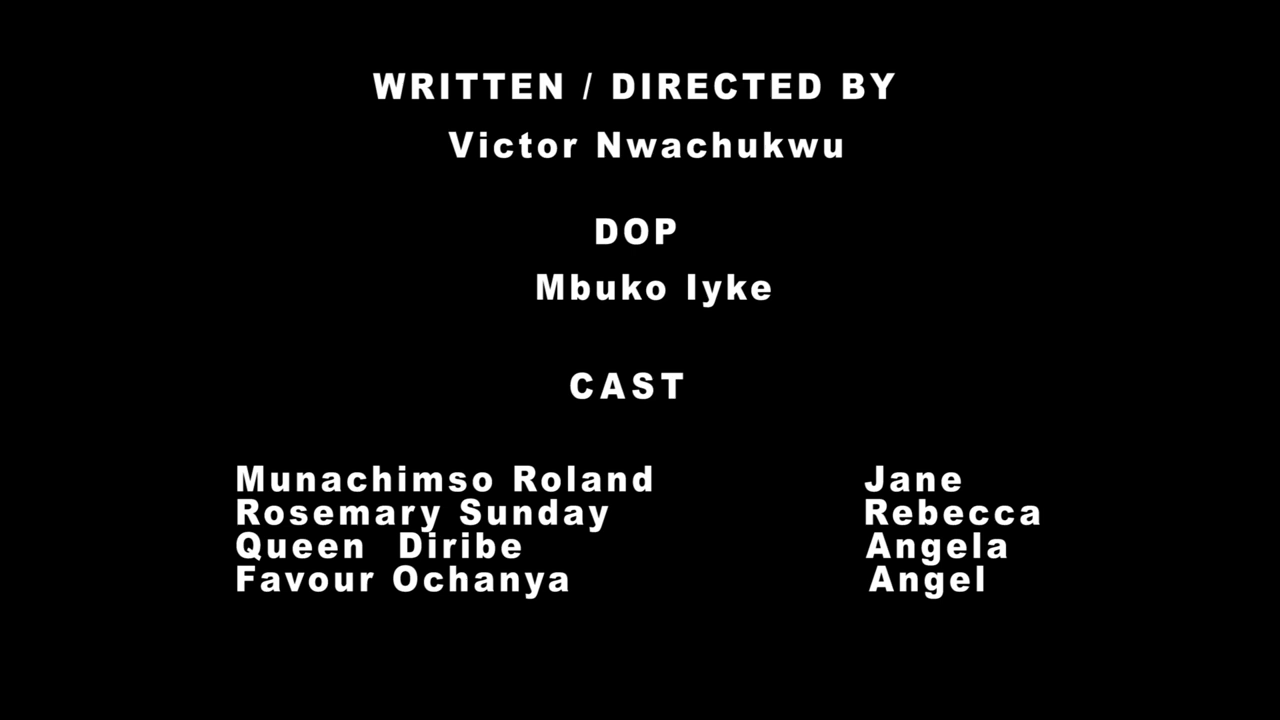 WRITTEN / DIRECTED BY
Victor Nwachukwu
DOP
Mbuko Iyke
CAST
Munachimso Roland Jane
Rosemary Sunday Rebecca
Queen Diribe Angela
Favour Ochanya Angel